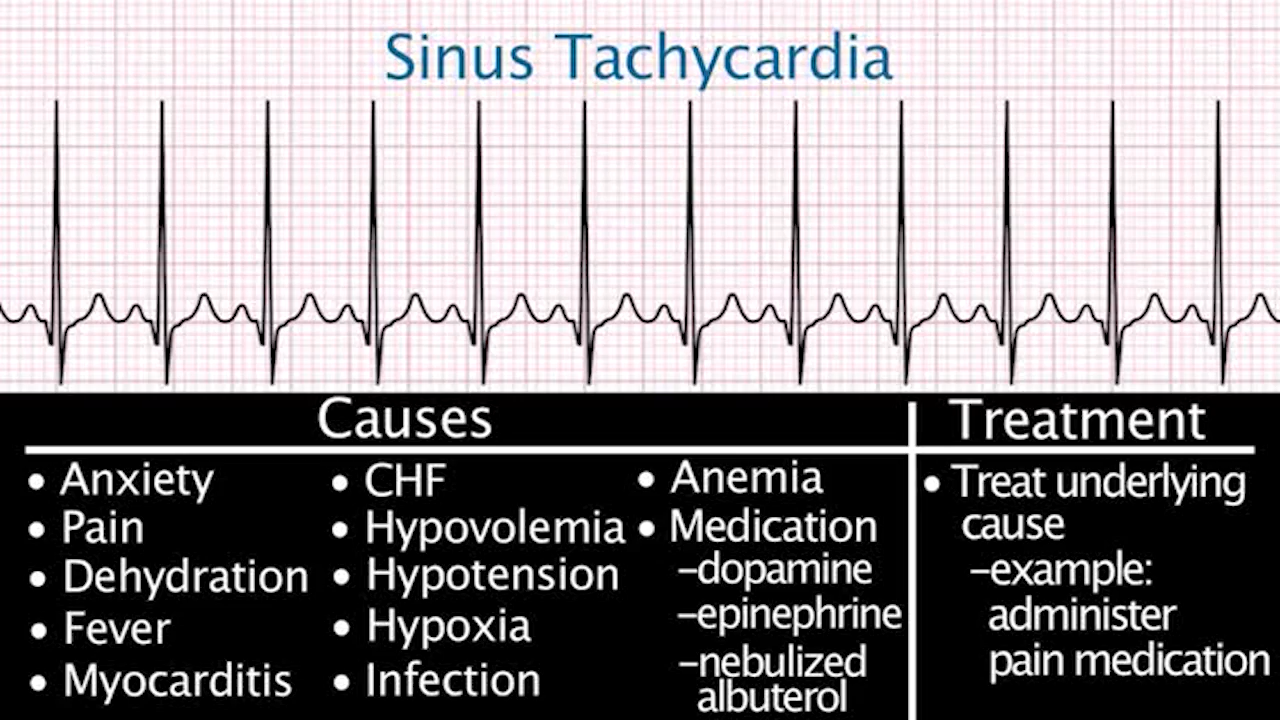 Sinus Tachycardia
Causes
• Anxiety
• Pain
• Dehydration
• Fever
• Myocarditis
• CHF
• Hypovolemia
• Hypotension
• Hypoxia
• Infection
• Anemia
• Medication
–dopamine
–epinephrine
–nebulized
albuterol
Treatment
• Treat underlying
cause
–example:
administer
pain medication